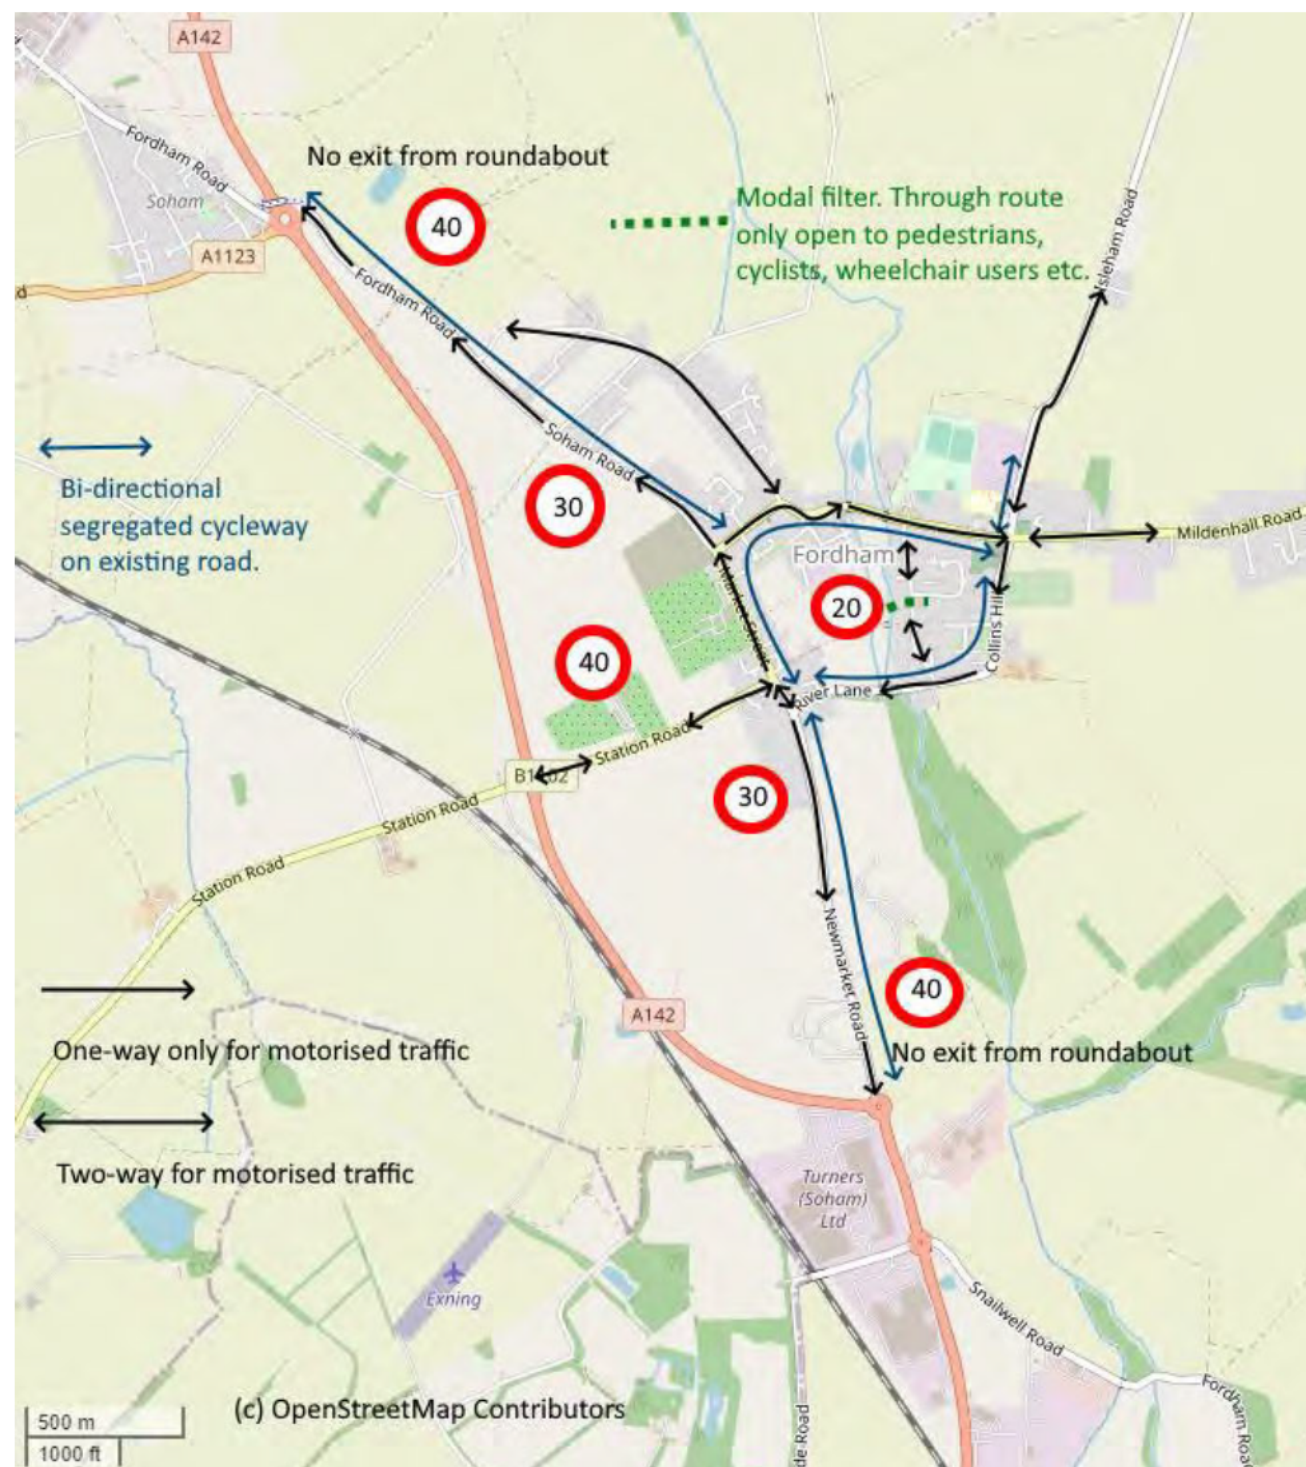 A142
Fordham Road
No exit from roundabout
Soham
40
Modal filter. Through route
only open to pedestrians,
cyclists, wheelchair users etc.
Isleham Road
A1123
Fordham Road
Soham Road
Bi-directional
segregated cycleway
on existing road.
30
Mildenhall Road
Fordham
20
Market Street
Collins Hill
40
River Lane
Station Road
Station Road
30
Station Road
Newmarket Road
40
A142
No exit from roundabout
One-way only for motorised traffic
Two-way for motorised traffic
Turners
(Soham)
Ltd
Exning
Snailwell Road
Fordham Road
500 m
1000 ft
(c) OpenStreetMap Contributors
de Road